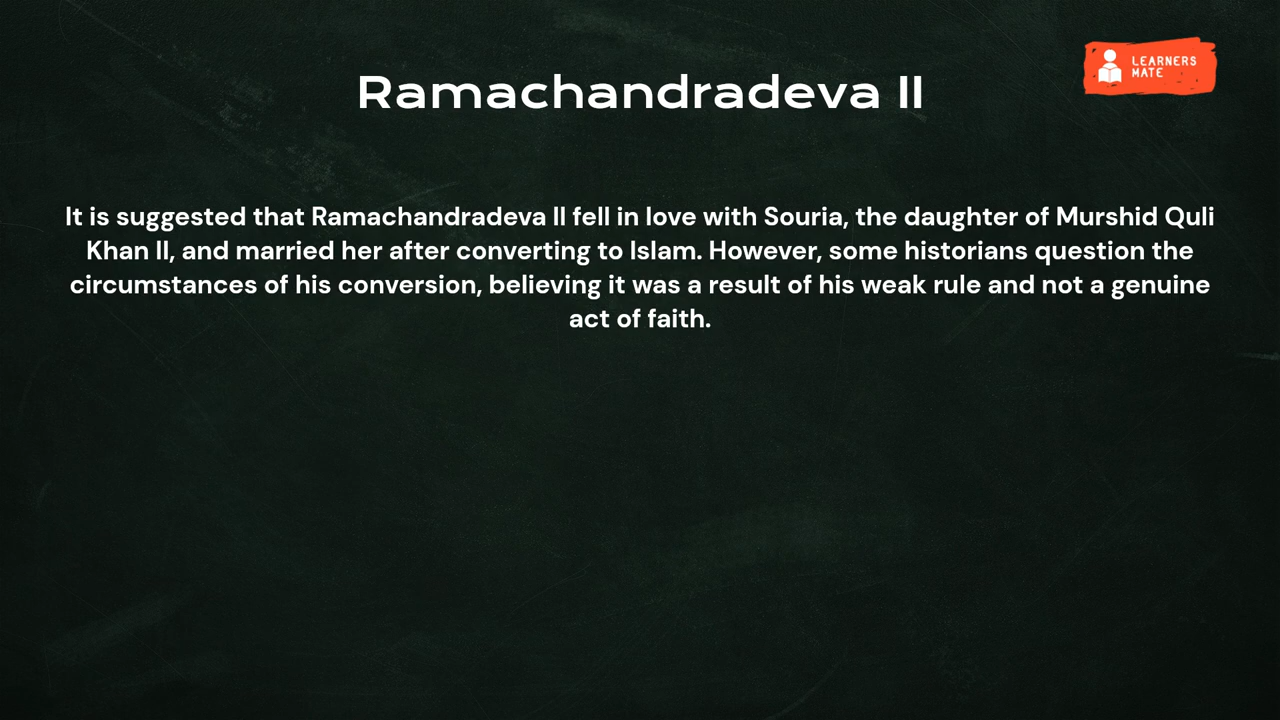 LEARNERS
MATE
Ramachandradeva II
It is suggested that Ramachandradeva II fell in love with Souria, the daughter of Murshid Quli
Khan II, and married her after converting to Islam. However, some historians question the
circumstances of his conversion, believing it was a result of his weak rule and not a genuine
act of faith.